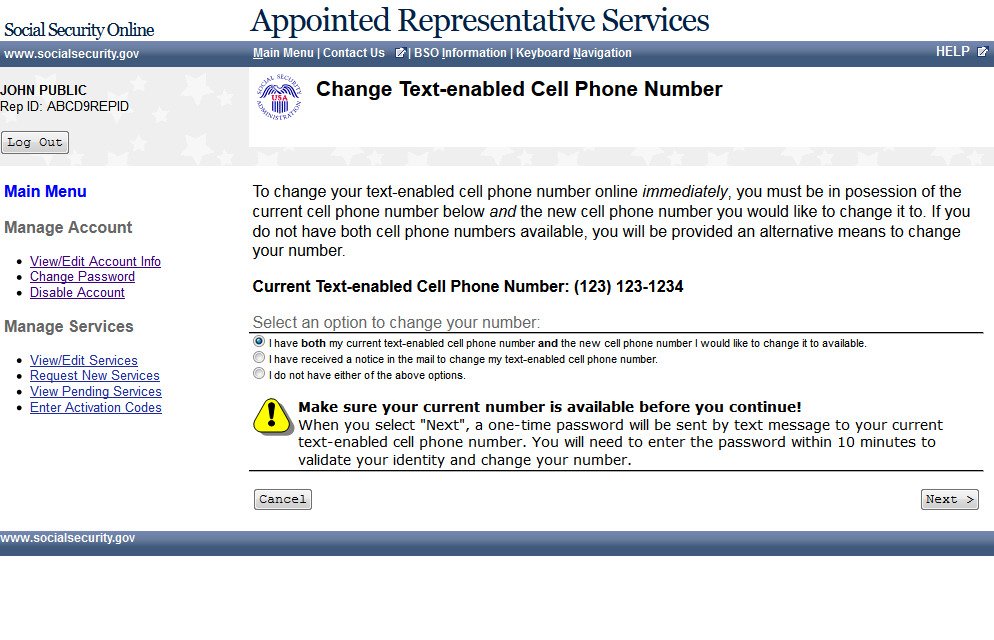 Social Security Online
Appointed Representative Services
www.socialsecurity.gov
Main Menu | Contact Us | BSO Information | Keyboard Navigation
HELP
JOHN PUBLIC
Rep ID: ABCD9REPID
Log Out
SOCIAL SECURITY
USA
ADMINISTRATION
Change Text-enabled Cell Phone Number
Main Menu
Manage Account
View/Edit Account Info
Change Password
Disable Account
Manage Services
View/Edit Services
Request New Services
View Pending Services
Enter Activation Codes
To change your text-enabled cell phone number online immediately, you must be in posession of the
current cell phone number below and the new cell phone number you would like to change it to. If you
do not have both cell phone numbers available, you will be provided an alternative means to change
your number.
Current Text-enabled Cell Phone Number: (123) 123-1234
Select an option to change your number:
I have both my current text-enabled cell phone number and the new cell phone number I would like to change it to available.
I have received a notice in the mail to change my text-enabled cell phone number.
I do not have either of the above options.
Make sure your current number is available before you continue!
When you select "Next", a one-time password will be sent by text message to your current
text-enabled cell phone number. You will need to enter the password within 10 minutes to
validate your identity and change your number.
Cancel
Next >
www.socialsecurity.gov